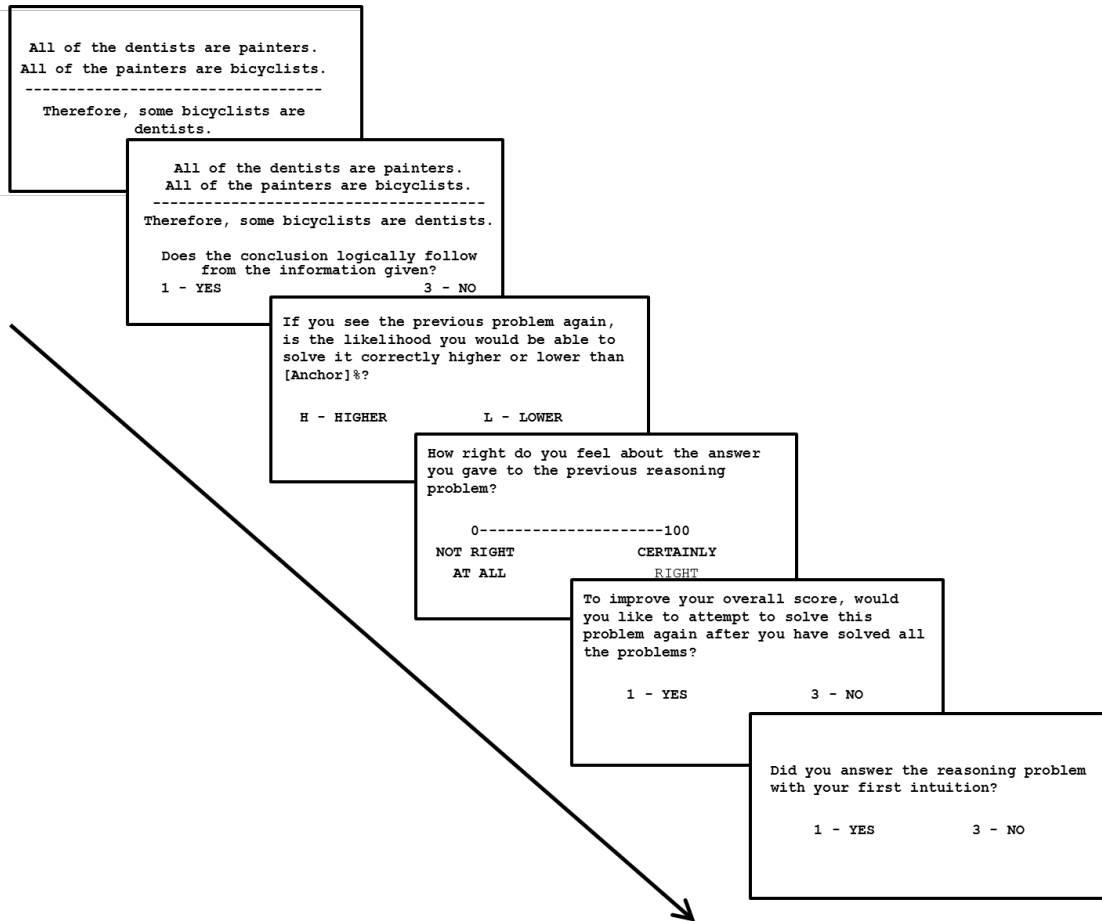 All of the dentists are painters.
All of the painters are bicyclists.
----------------------------------
Therefore, some bicyclists are
dentists.
All of the dentists are painters.
All of the painters are bicyclists.
---------------------------------------
Therefore, some bicyclists are dentists.
Does the conclusion logically follow
from the information given?
1 - YES 3 - NO
If you see the previous problem again,
is the likelihood you would be able to
solve it correctly higher or lower than
[Anchor]%?
H - HIGHER L - LOWER
How right do you feel about the answer
you gave to the previous reasoning
problem?
0----------------------100
NOT RIGHT CERTAINLY
AT ALL RIGHT
To improve your overall score, would
you like to attempt to solve this
problem again after you have solved all
the problems?
1 - YES 3 - NO
Did you answer the reasoning problem
with your first intuition?
1 - YES 3 - NO